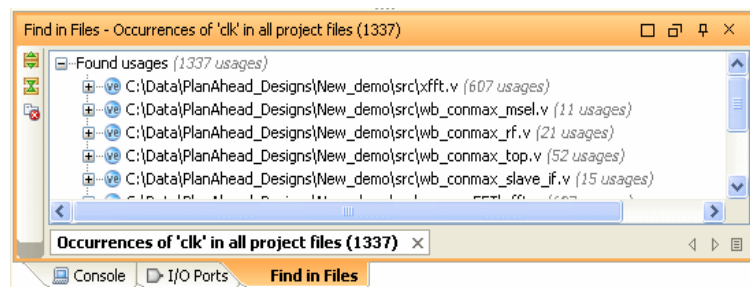 Find in Files - Occurrences of 'clk' in all project files (1337)
Found usages (1337 usages)
C:\Data\PlanAhead_Designs\New_demo\src\xfft.v (607 usages)
C:\Data\PlanAhead_Designs\New_demo\src\wb_conmax_msel.v (11 usages)
C:\Data\PlanAhead_Designs\New_demo\src\wb_conmax_rf.v (21 usages)
C:\Data\PlanAhead_Designs\New_demo\src\wb_conmax_top.v (52 usages)
C:\Data\PlanAhead_Designs\New_demo\src\wb_conmax_slave_if.v (15 usages)
Occurrences of 'clk' in all project files (1337)
Console I/O Ports Find in Files